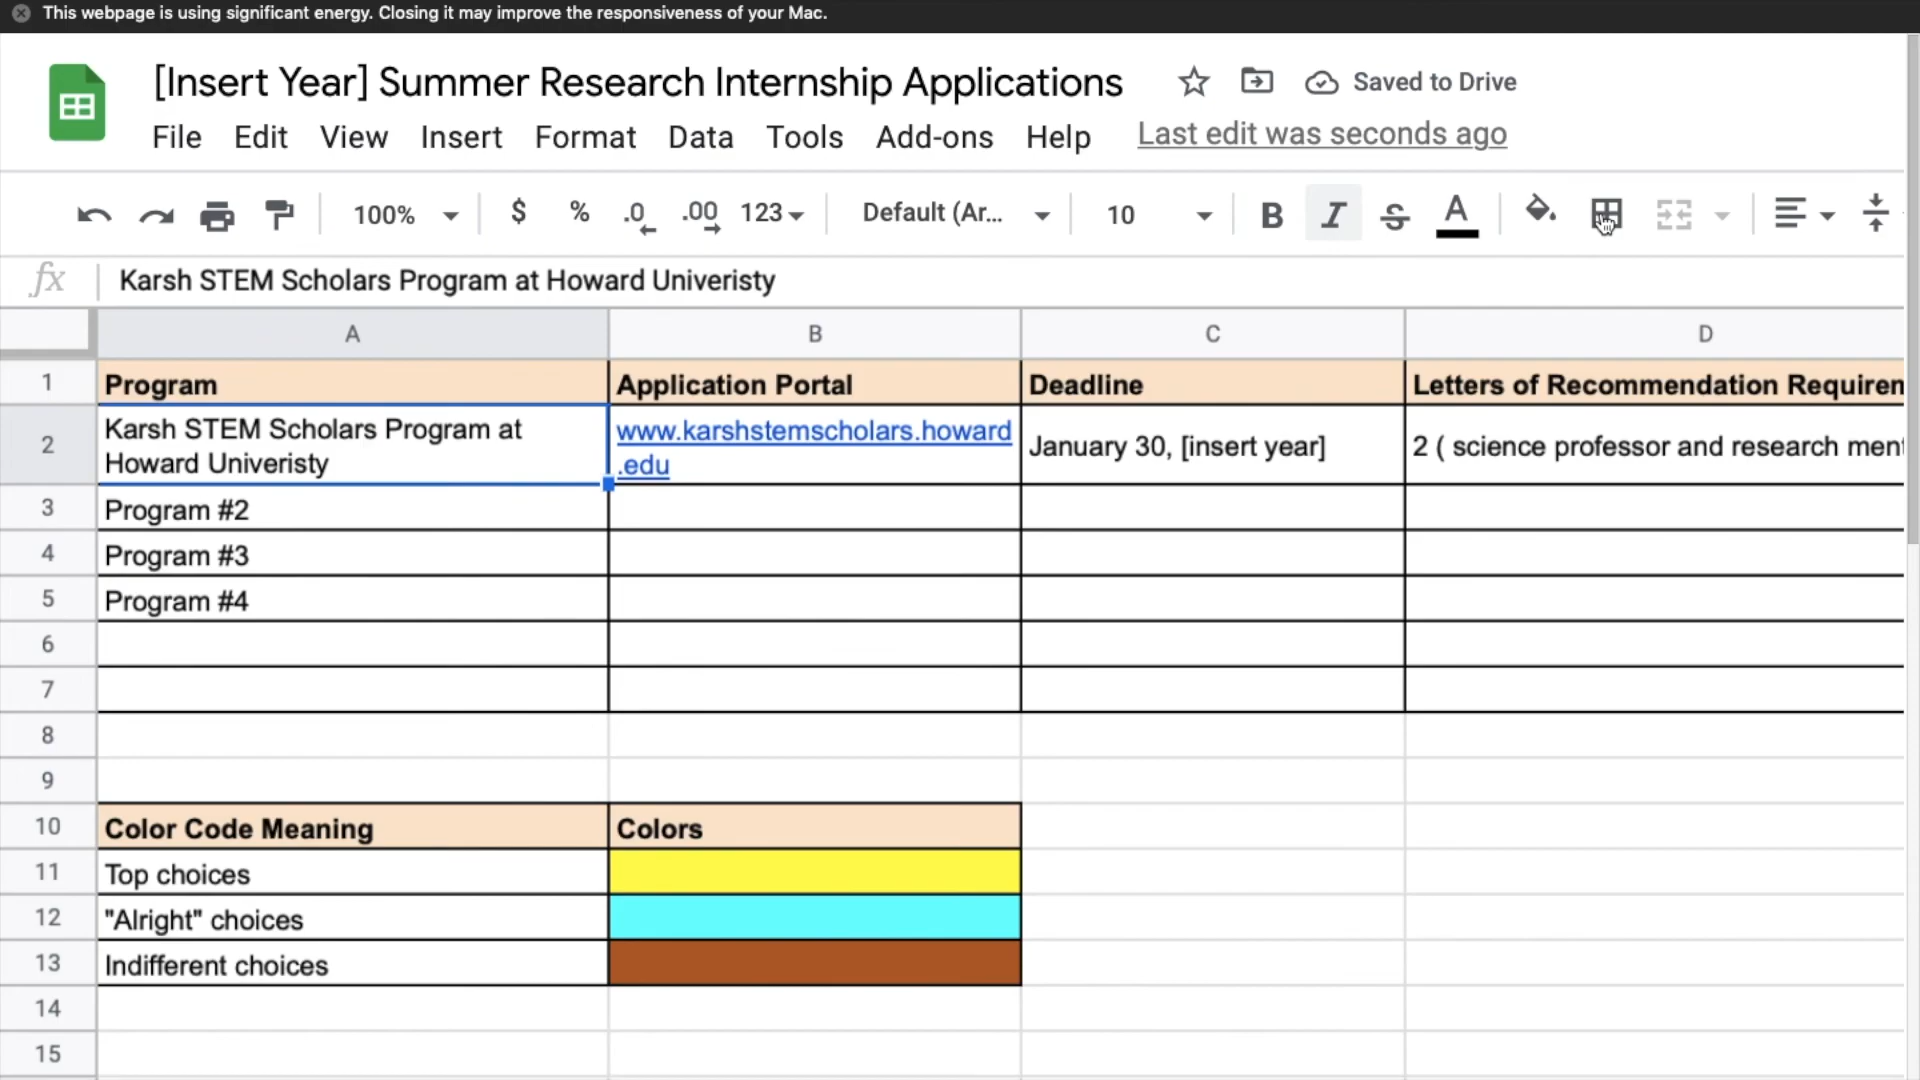 This webpage is using significant energy. Closing it may improve the responsiveness of your Mac.
[Insert Year] Summer Research Internship Applications
Saved to Drive
File Edit View Insert Format Data Tools Add-ons Help Last edit was seconds ago
100% $ % .0 .00 123 Default (Ar... 10 B I S A
fx Karsh STEM Scholars Program at Howard Univeristy
A B C D
1 Program Application Portal Deadline Letters of Recommendation Requirem
2 Karsh STEM Scholars Program at
Howard Univeristy
www.karshstemscholars.howard
.edu
January 30, [insert year]
2 ( science professor and research ment
3 Program #2
4 Program #3
5 Program #4
6
7
8
9
10 Color Code Meaning Colors
11 Top choices
12 "Alright" choices
13 Indifferent choices
14
15